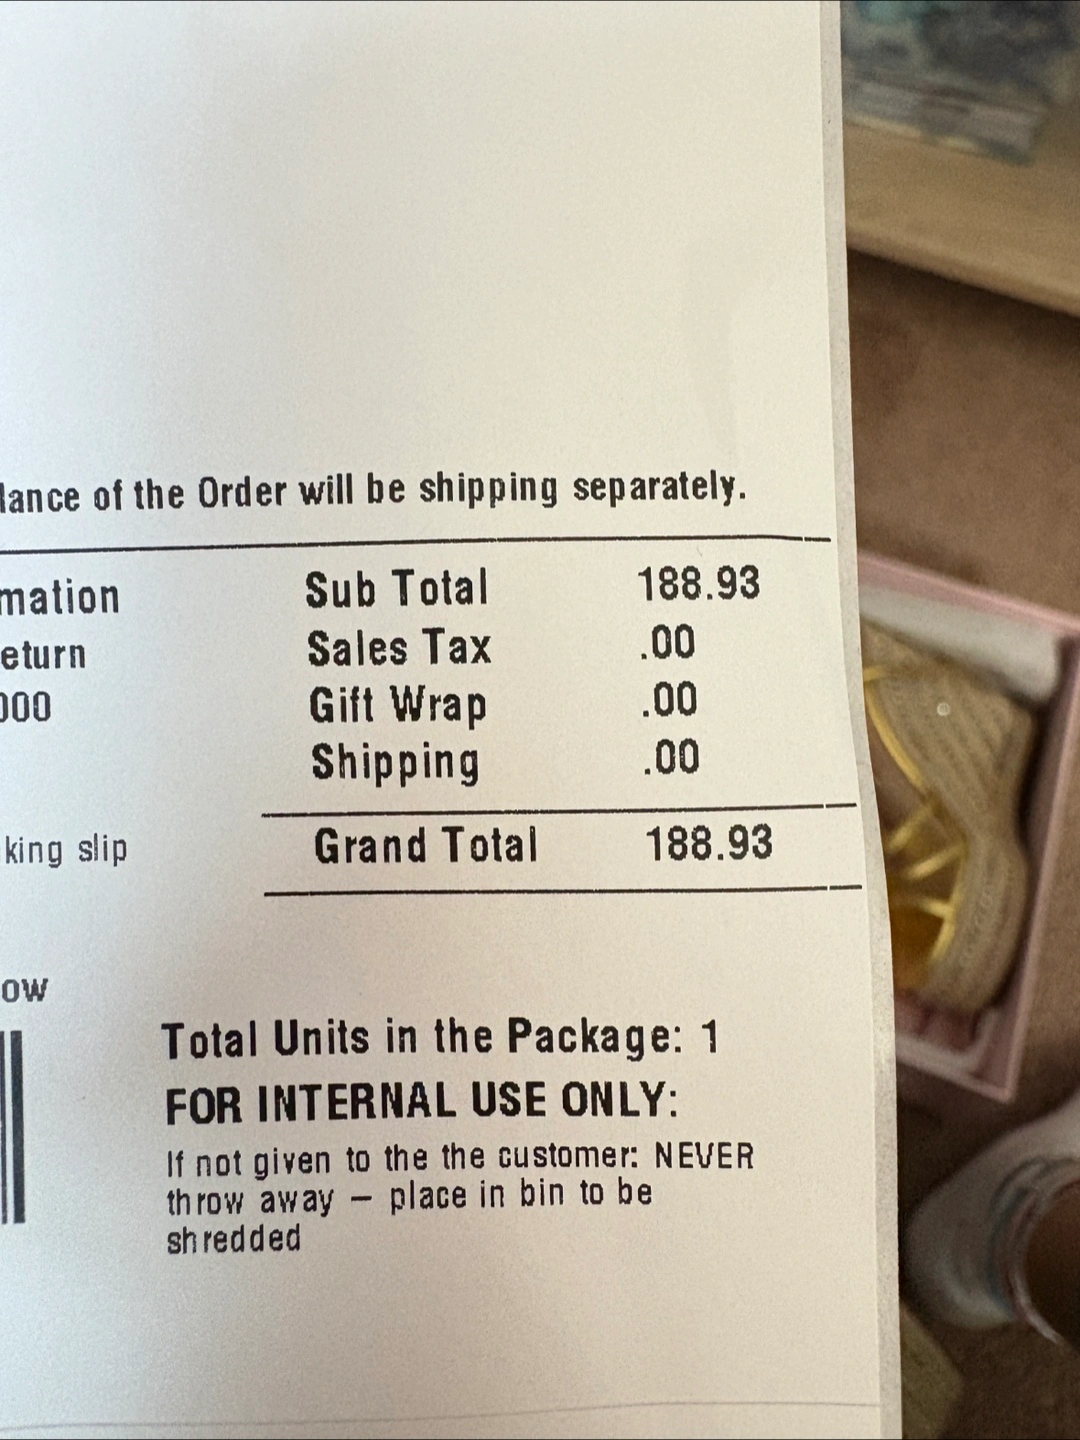 lance of the Order will be shipping separately.
mation Sub Total 188.93
eturn Sales Tax .00
000 Gift Wrap .00
Shipping .00
king slip Grand Total 188.93
ow
Total Units in the Package: 1
FOR INTERNAL USE ONLY:
If not given to the the customer: NEVER
throw away – place in bin to be
shredded